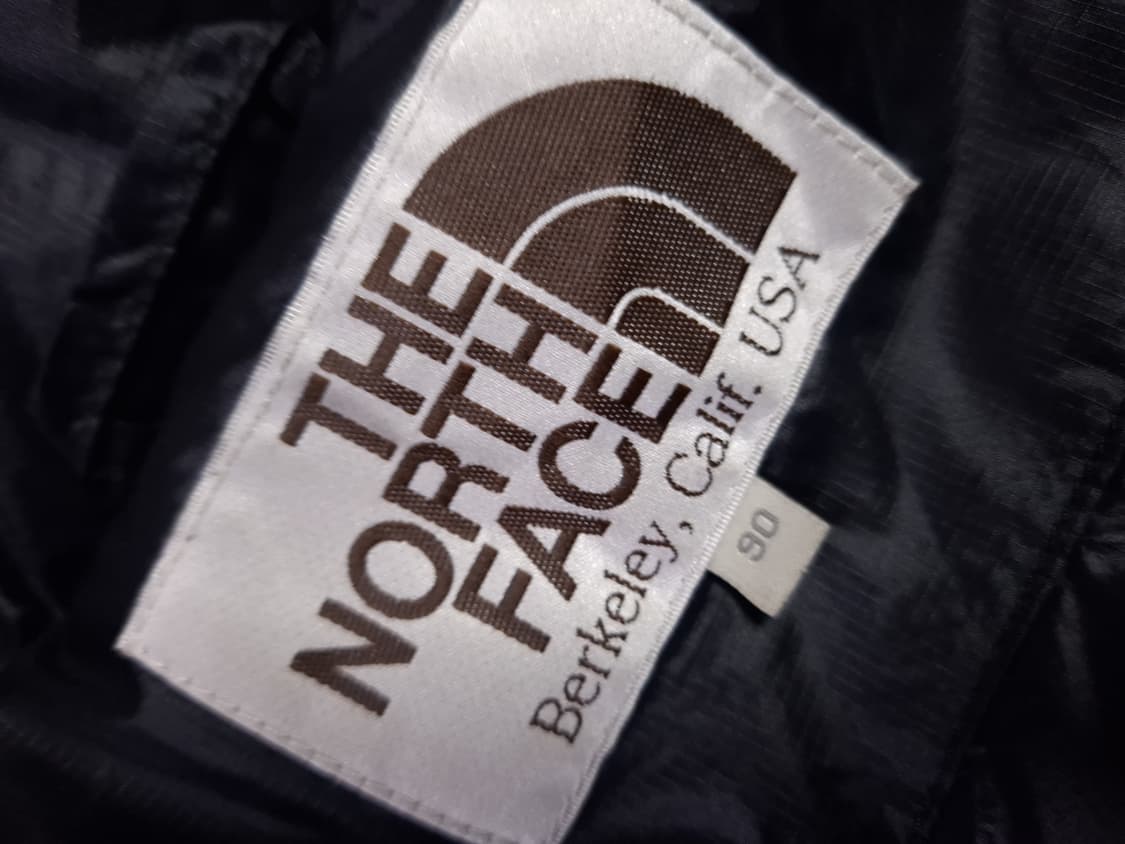 THE
NORTH
FACE
Berkeley, Calif. USA
90